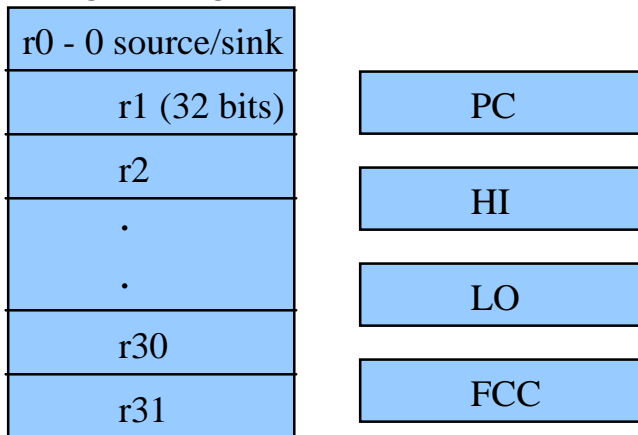 r0 - 0 source/sink
r1 (32 bits)
r2
.
.
r30
r31
PC
HI
LO
FCC